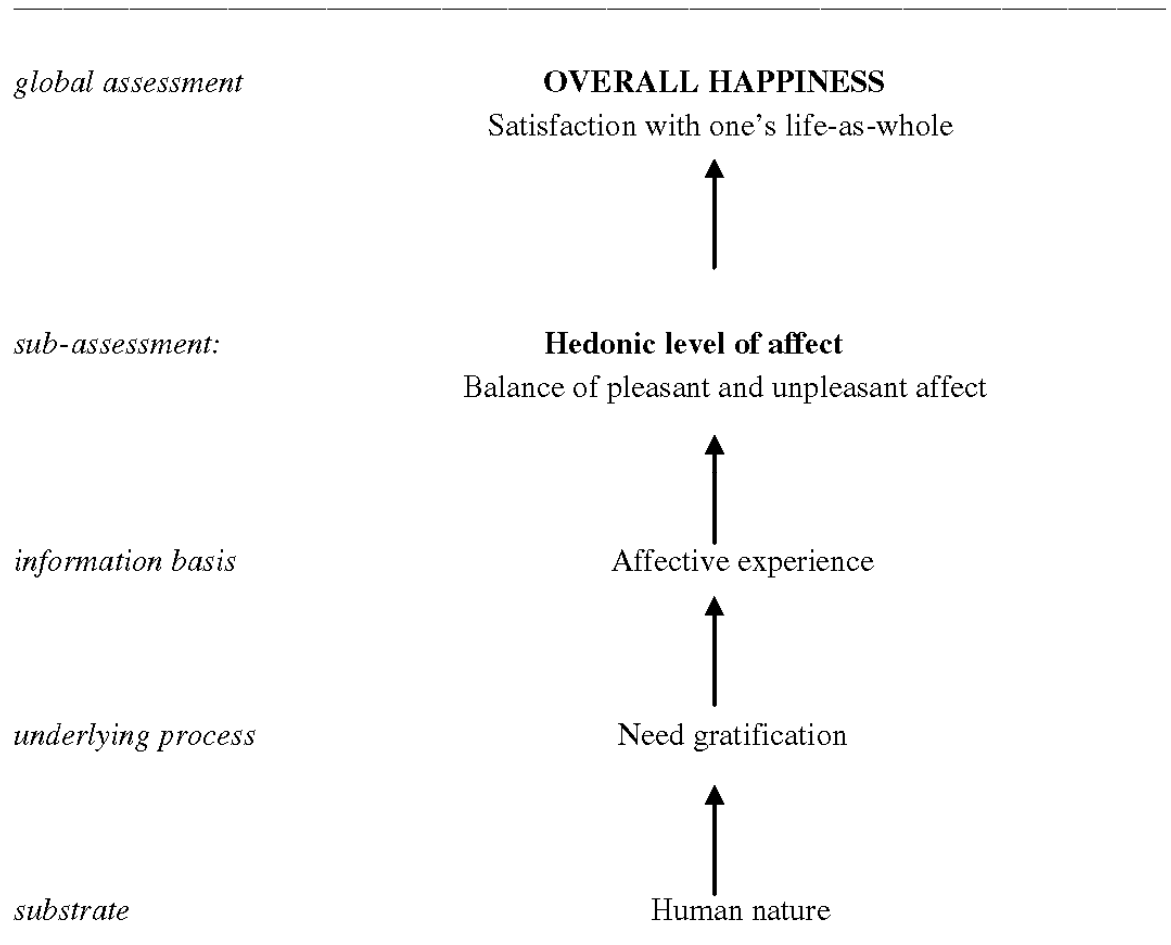 global assessment OVERALL HAPPINESS
Satisfaction with one’s life-as-whole
sub-assessment: Hedonic level of affect
Balance of pleasant and unpleasant affect
information basis Affective experience
underlying process Need gratification
substrate Human nature